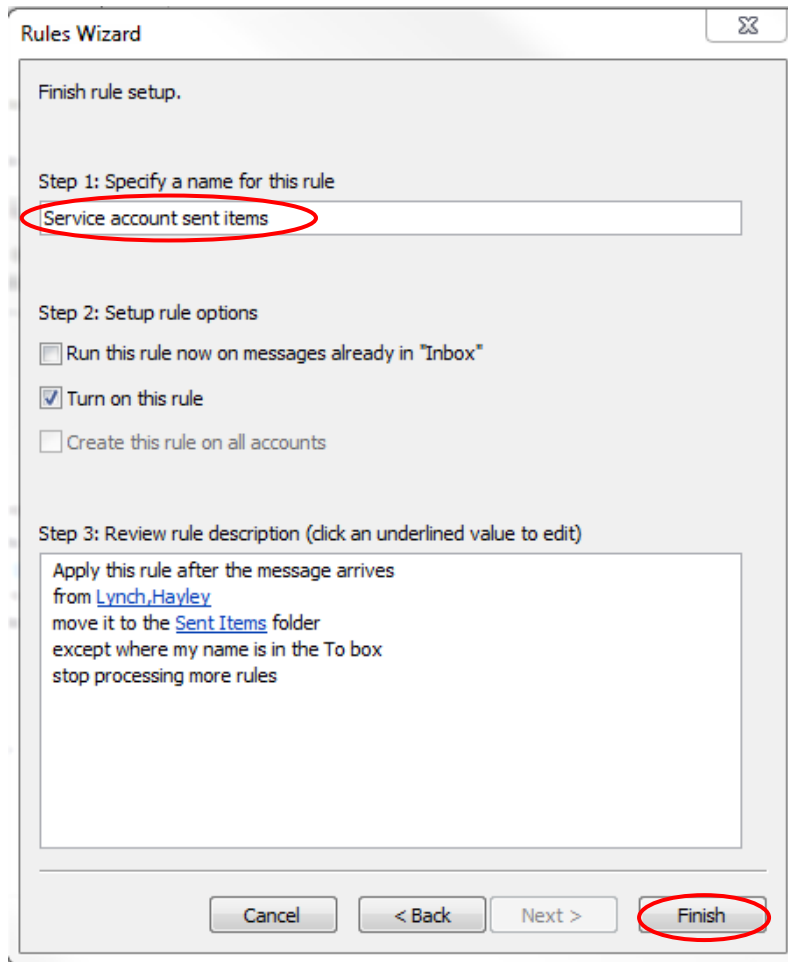 Rules Wizard
Finish rule setup.
Step 1: Specify a name for this rule
Service account sent items
Step 2: Setup rule options
Run this rule now on messages already in "Inbox"
Turn on this rule
Create this rule on all accounts
Step 3: Review rule description (click an underlined value to edit)
Apply this rule after the message arrives
from Lynch,Hayley
move it to the Sent Items folder
except where my name is in the To box
stop processing more rules
Cancel < Back Next > Finish